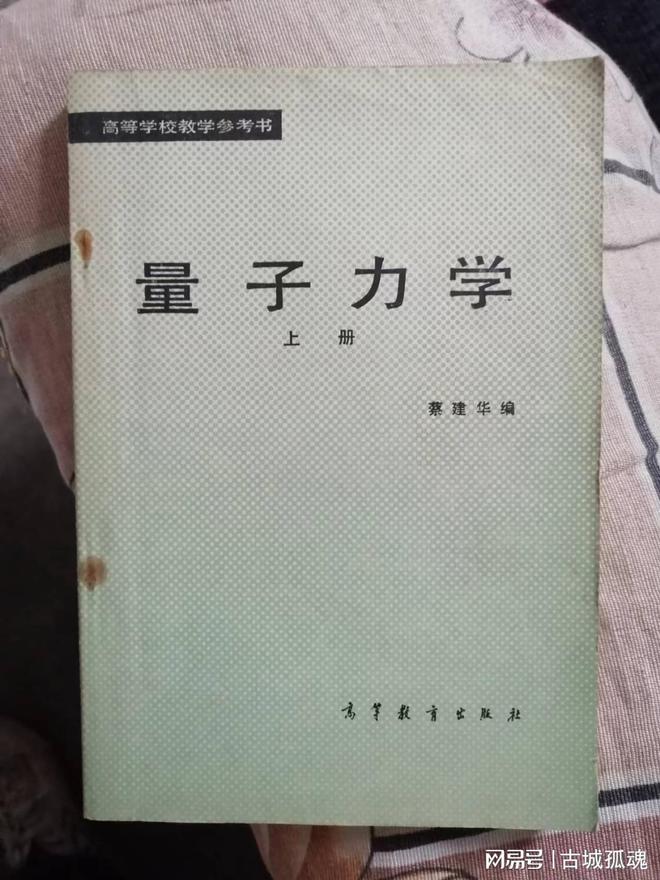 高等学校教学参考书
量子力学
上册
蔡建华编
高等教育出版社
网易号 | 古城孤魂